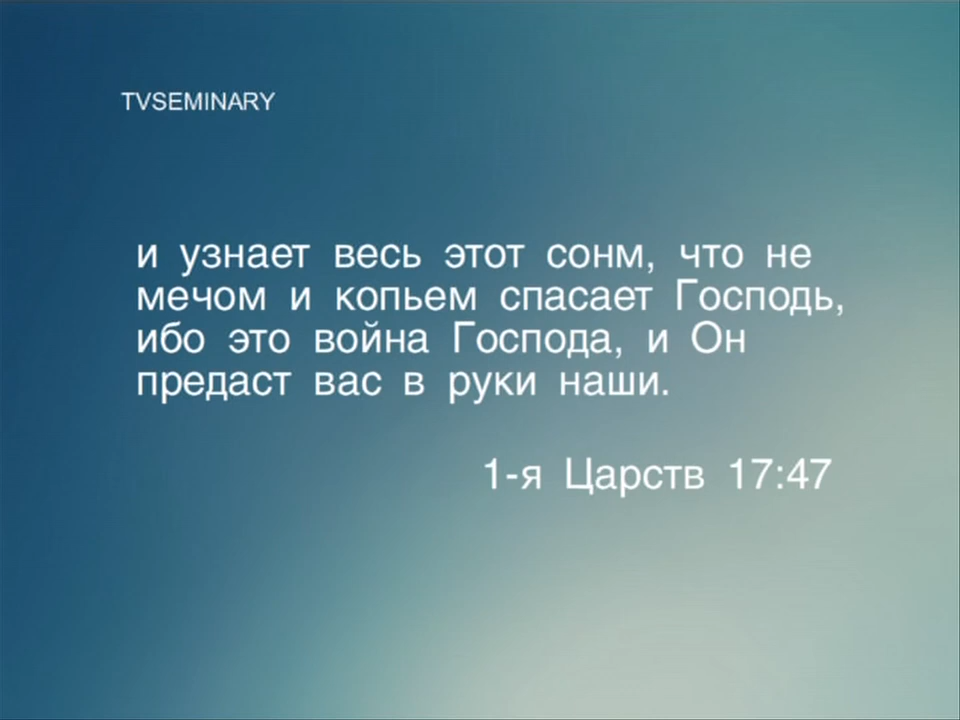 TVSEMINARY
и узнает весь этот сонм, что не
мечом и копьем спасает Господь,
ибо это война Господа, и Он
предаст вас в руки наши.
1-я Царств 17:47